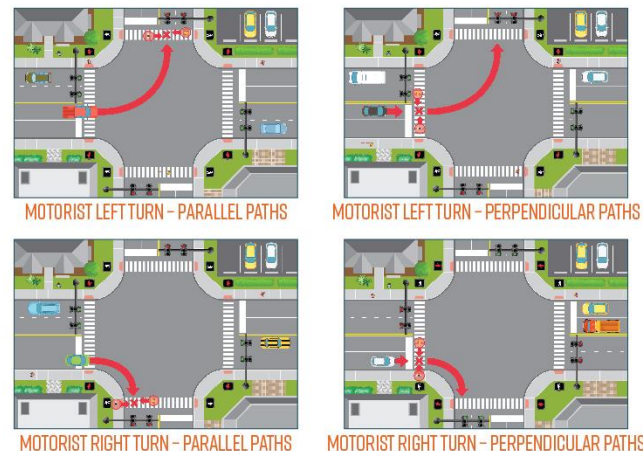 MOTORIST LEFT TURN – PARALLEL PATHS
MOTORIST LEFT TURN – PERPENDICULAR PATHS
MOTORIST RIGHT TURN – PARALLEL PATHS
MOTORIST RIGHT TURN – PERPENDICULAR PATHS